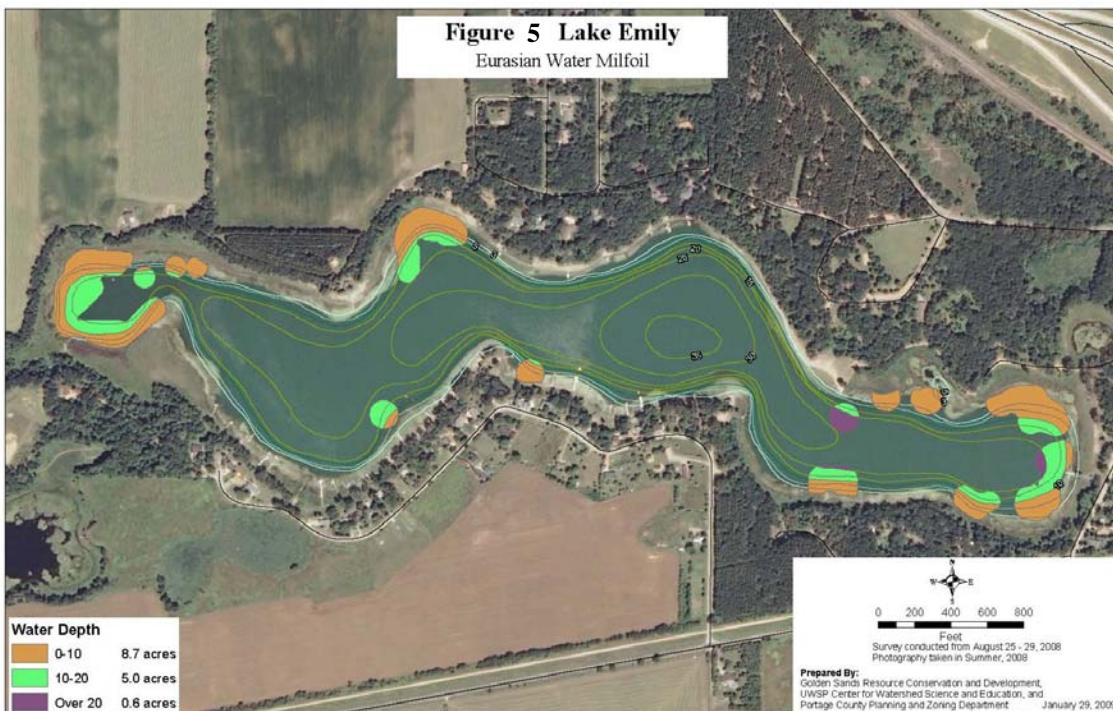 Figure 5 Lake Emily
Eurasian Water Milfoil
Water Depth
0-10 8.7 acres
10-20 5.0 acres
Over 20 0.6 acres
W E
0 200 400 600 800
Feet
Survey conducted from August 25 - 29, 2008
Photography taken in Summer, 2008
Prepared By:
Golden Sands Resource Conservation and Development,
UWSP Center for Watershed Science and Education, and
Portage County Planning and Zoning Department January 29, 2009